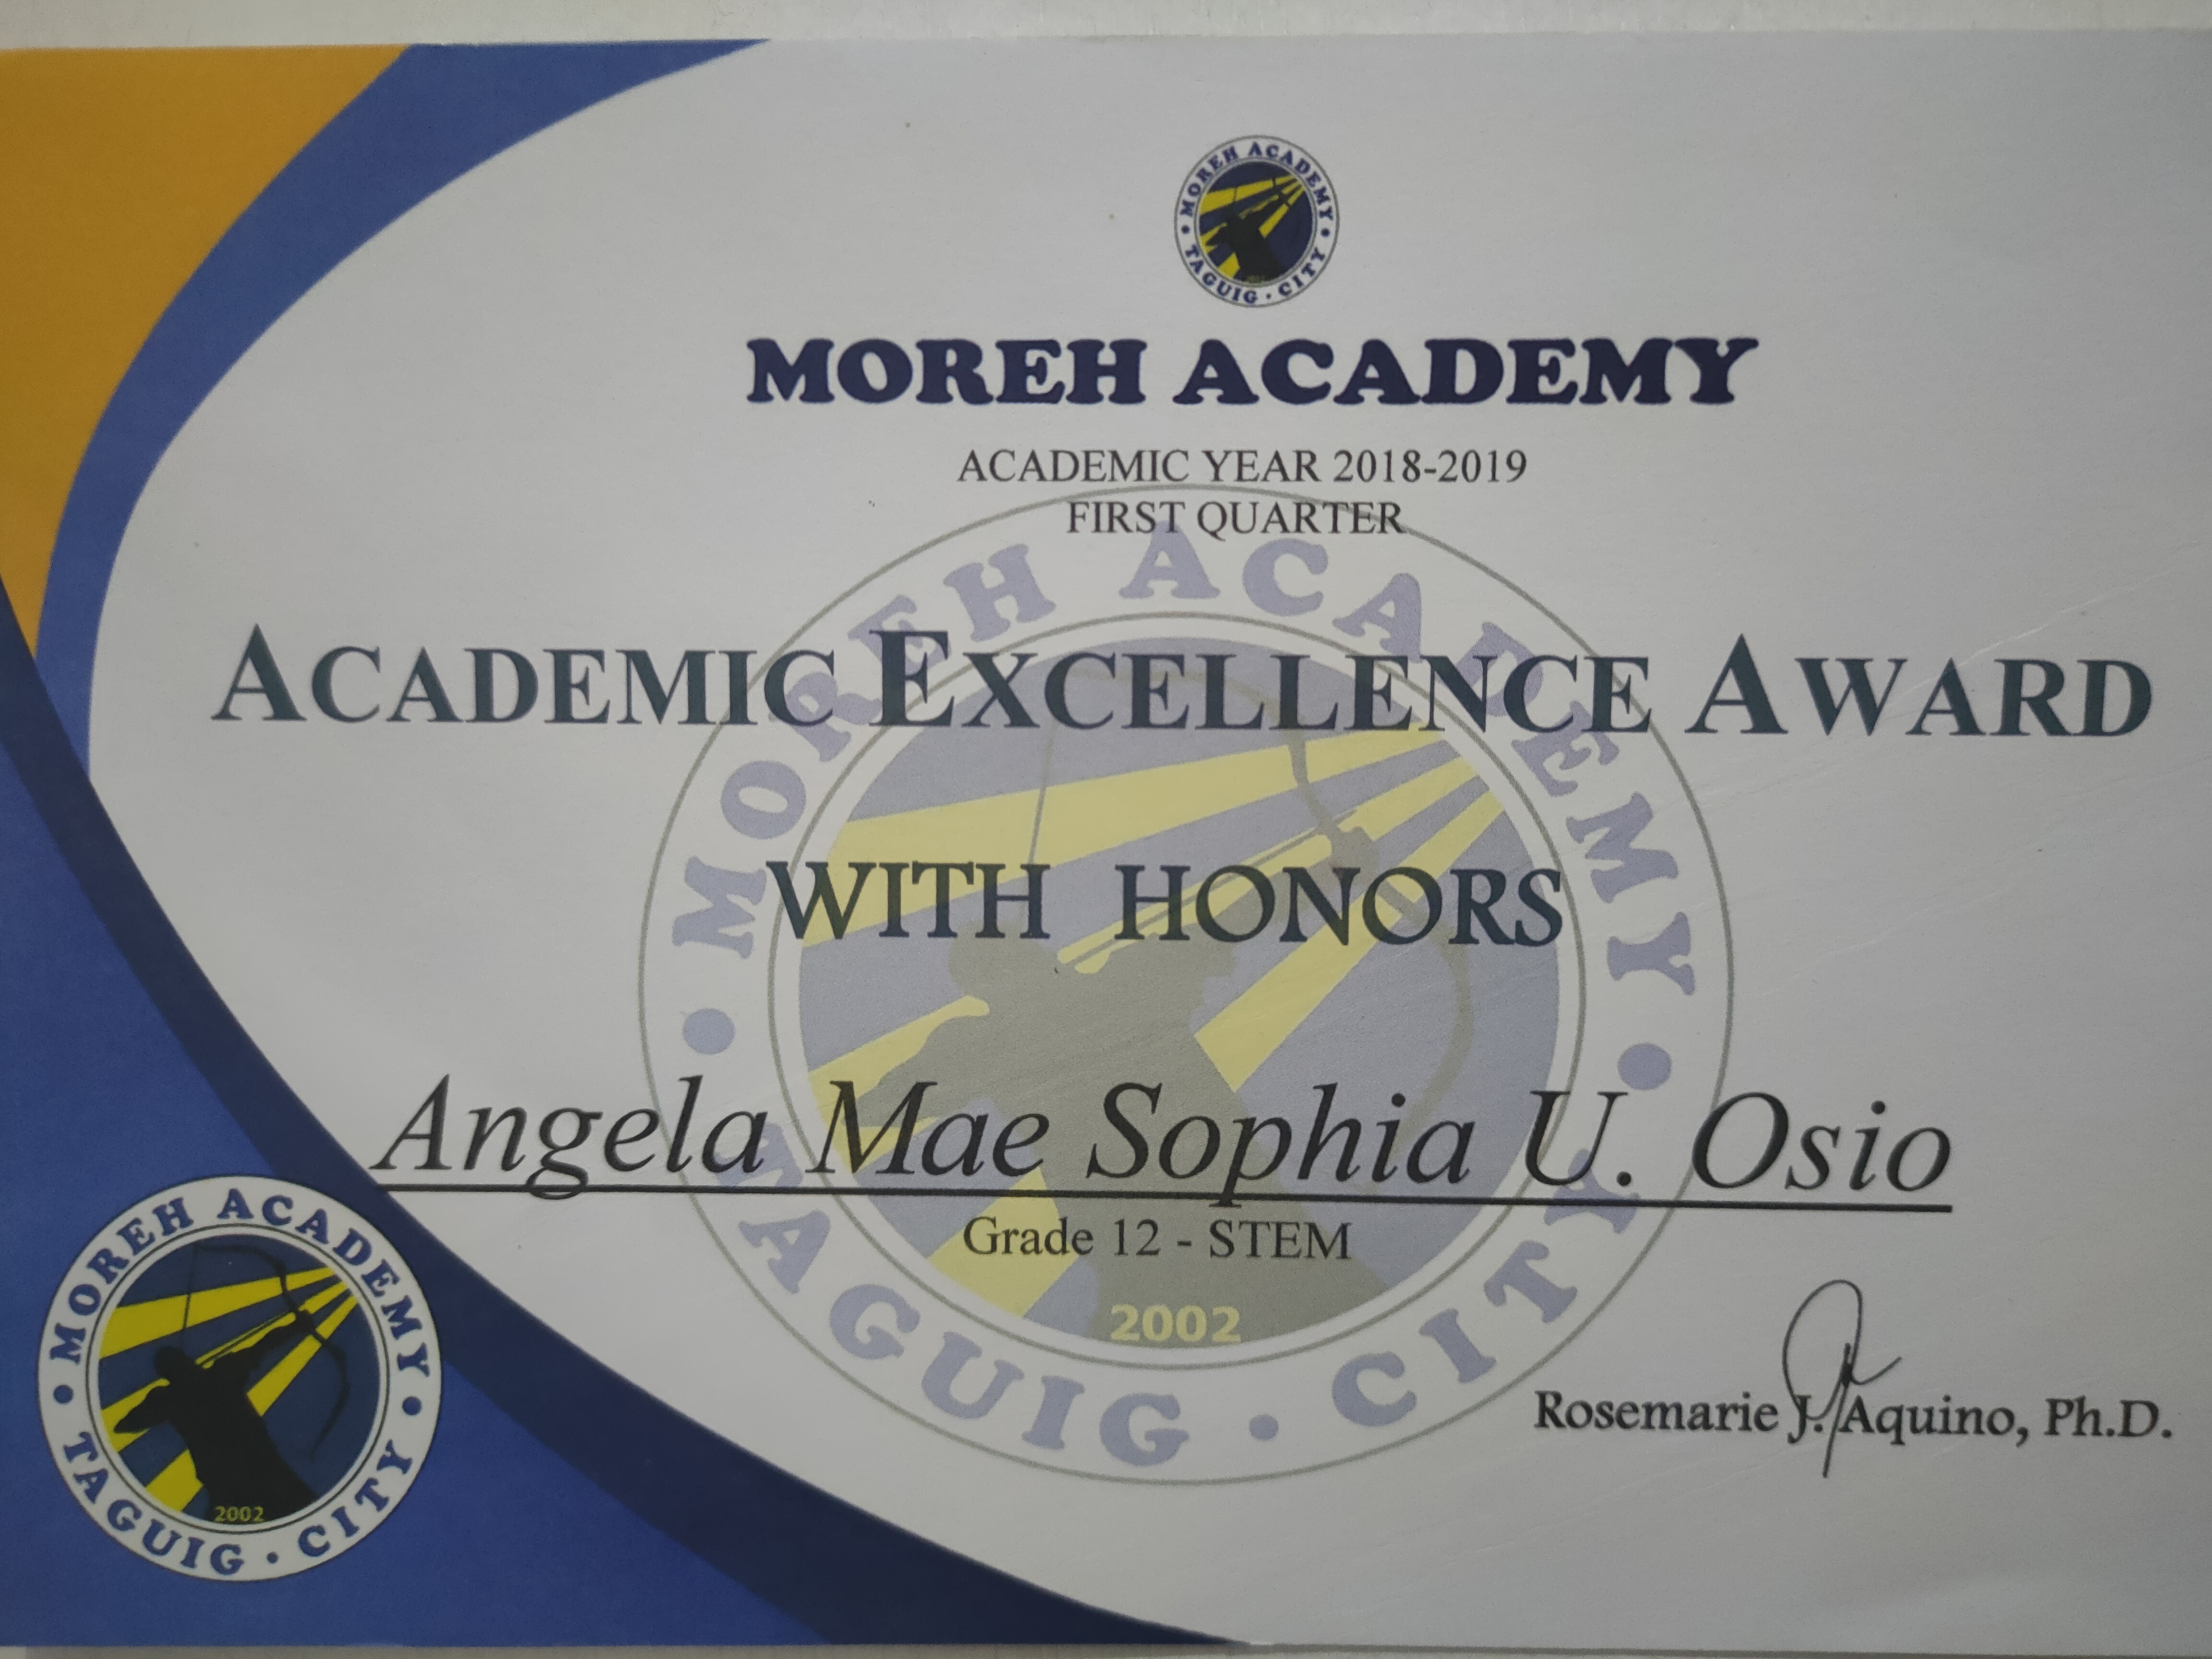 MOREH ACADEMY
TAGUIG · CITY
MOREH ACADEMY
ACADEMIC YEAR 2018-2019
FIRST QUARTER
MOREH ACADEMY
ACADEMIC EXCELLENCE AWARD
WITH HONORS
Angela Mae Sophia U. Osio
Grade 12 - STEM
2002
TAGUIG · CITY
Rosemarie J. Aquino, Ph.D.
MOREH ACADEMY
2002
TAGUIG · CITY